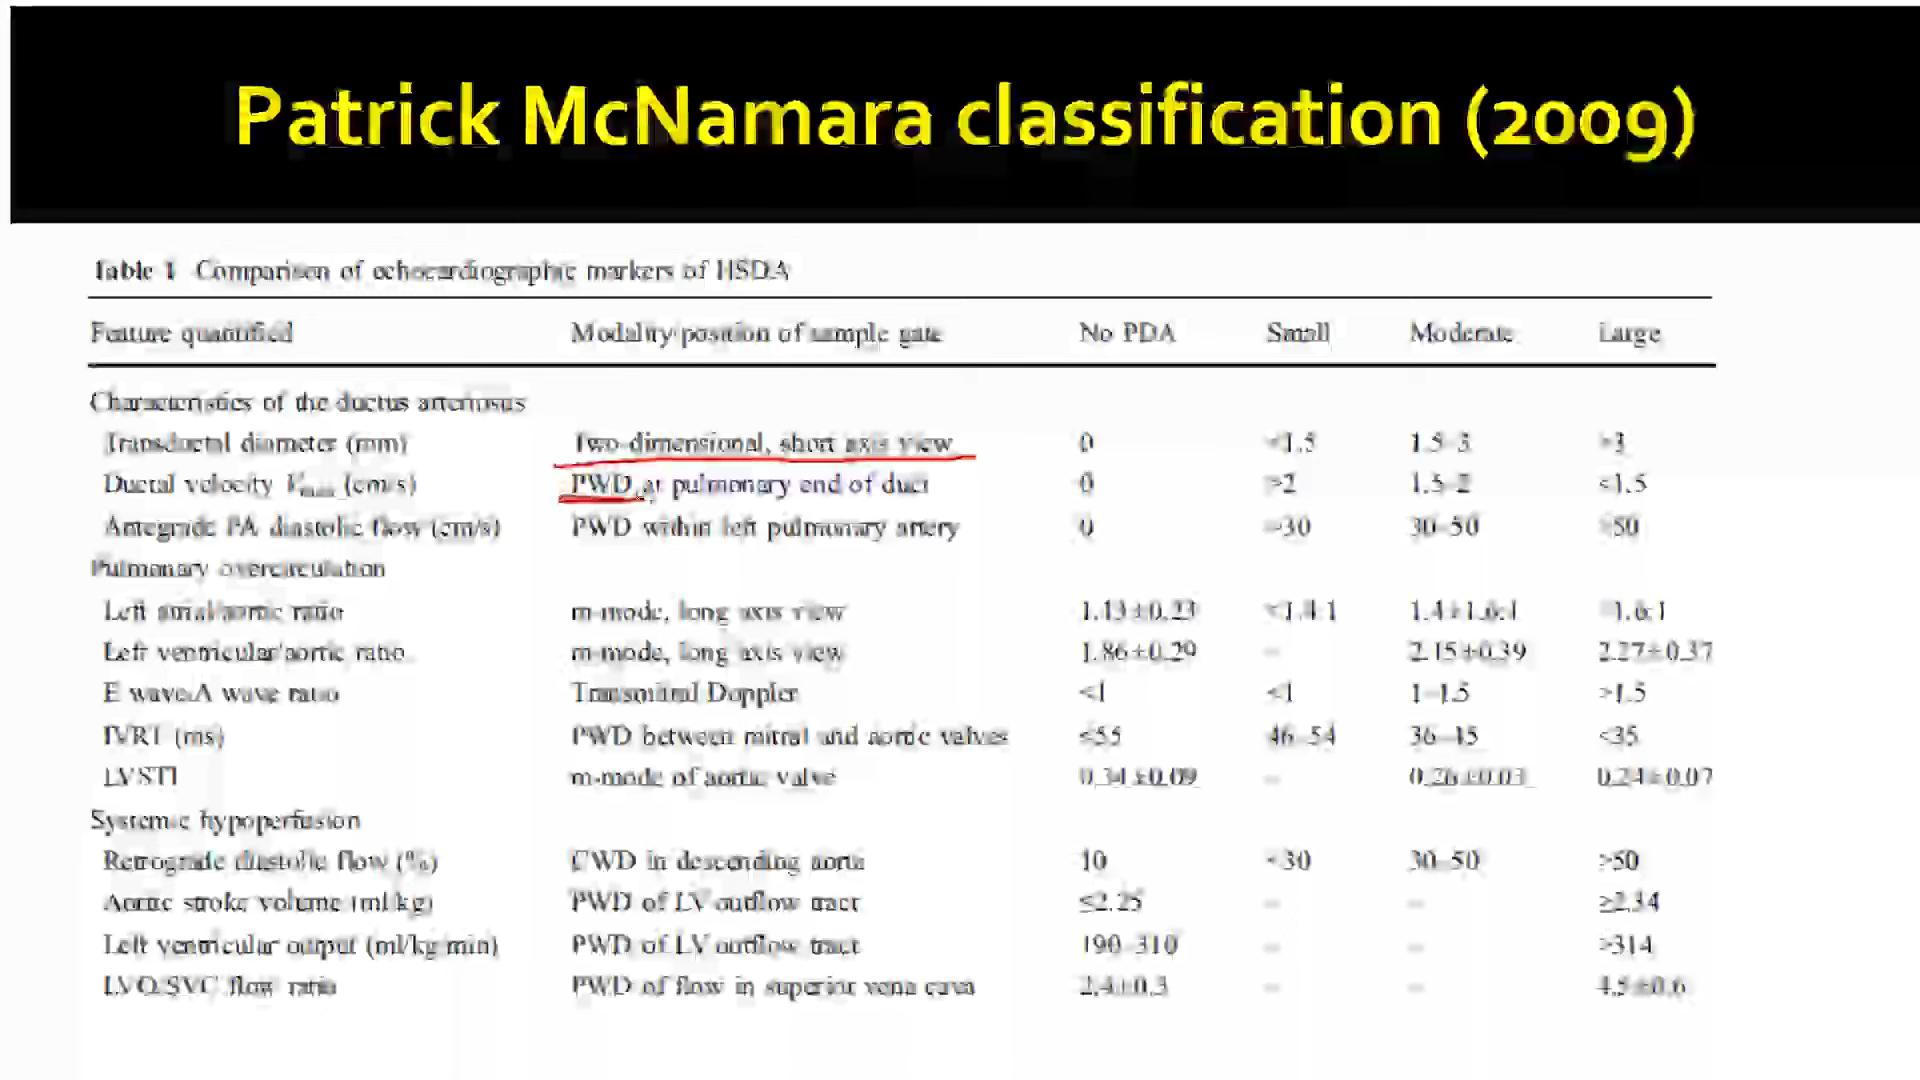 Patrick McNamara classification (2009)
Table 1 Comparison of echocardiographic markers of HSDA
Feature quantified Modality/position of sample gate No PDA Small Moderate Large
Characteristics of the ductus arteriosus
Transductal diameter (mm) Two-dimensional, short axis view 0 <1.5 1.5–3 >3
Ductal velocity Vmax (cm/s) PWD at pulmonary end of duct 0 >2 1.5–2 <1.5
Antegrade PA diastolic flow (cm/s) PWD within left pulmonary artery 0 30 30–50 >50
Pulmonary overcirculation
Left atrial/aortic ratio m-mode, long axis view 1.13±0.23 <1.4:1 1.4–1.6:1 >1.6:1
Left ventricular/aortic ratio m-mode, long axis view 1.86±0.29 – 2.15±0.39 2.27±0.37
E wave/A wave ratio Transmitral Doppler <1 <1 1–1.5 >1.5
IVRT (ms) PWD between mitral and aortic valves 55 46–54 36–45 <35
LVSTI m-mode of aortic valve 0.34±0.09 – 0.26±0.03 0.24±0.07
Systemic hypoperfusion
Retrograde diastolic flow (%) CWD in descending aorta 10 <30 30–50 >50
Aortic stroke volume (ml/kg) PWD of LV outflow tract ≤2.25 – – ≥2.34
Left ventricular output (ml/kg/min) PWD of LV outflow tract 190–310 – – >314
LVO/SVC flow ratio PWD of flow in superior vena cava 2.4±0.3 – – 4.5±0.6